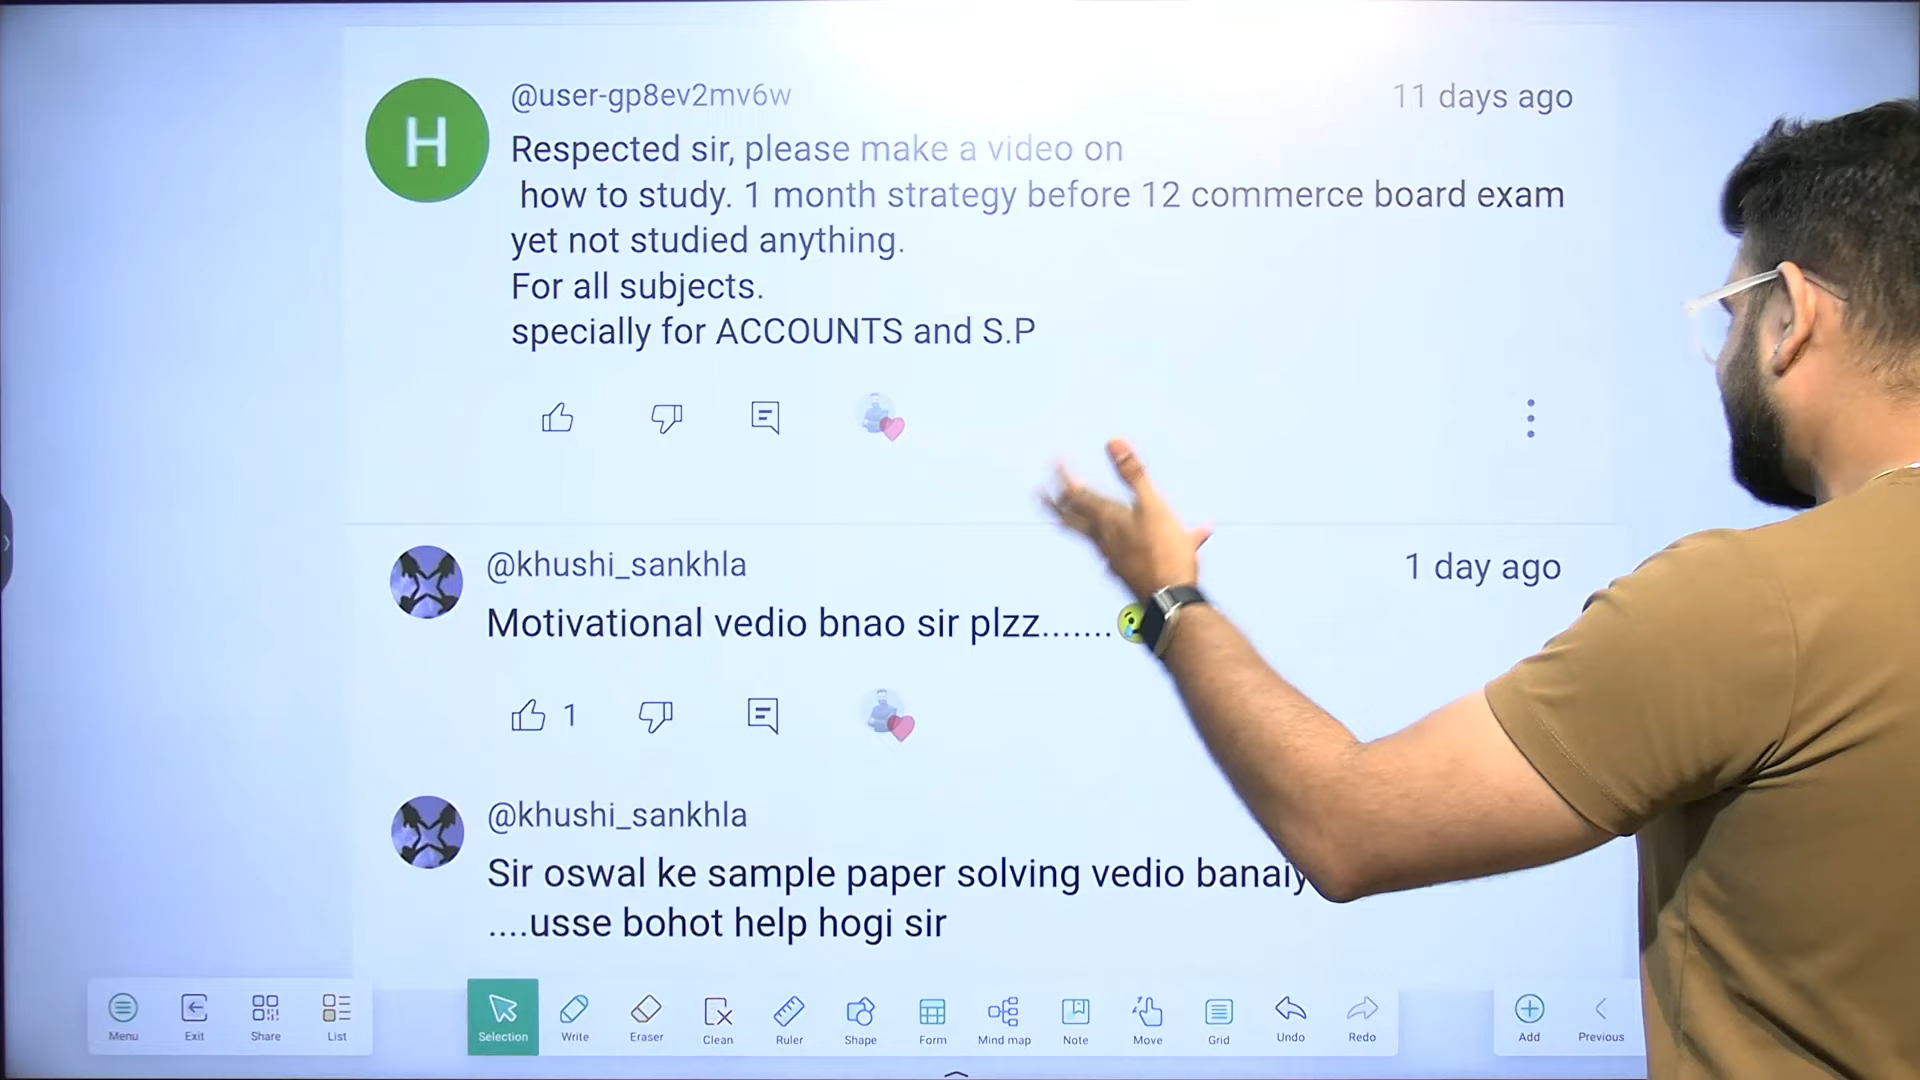 H
@user-gp8ev2mv6w
11 days ago
Respected sir, please make a video on
how to study. 1 month strategy before 12 commerce board exam
yet not studied anything.
For all subjects.
specially for ACCOUNTS and S.P
@khushi_sankhla
1 day ago
Motivational vedio bnao sir plzz.......
1
@khushi_sankhla
Sir oswal ke sample paper solving vedio
....usse bohot help hogi sir
Menu
Exit
Share
List
Selection
Write
Eraser
Clean
Ruler
Shape
Form
Mind map
Note
Move
Grid
Undo
Redo
Add
Previous